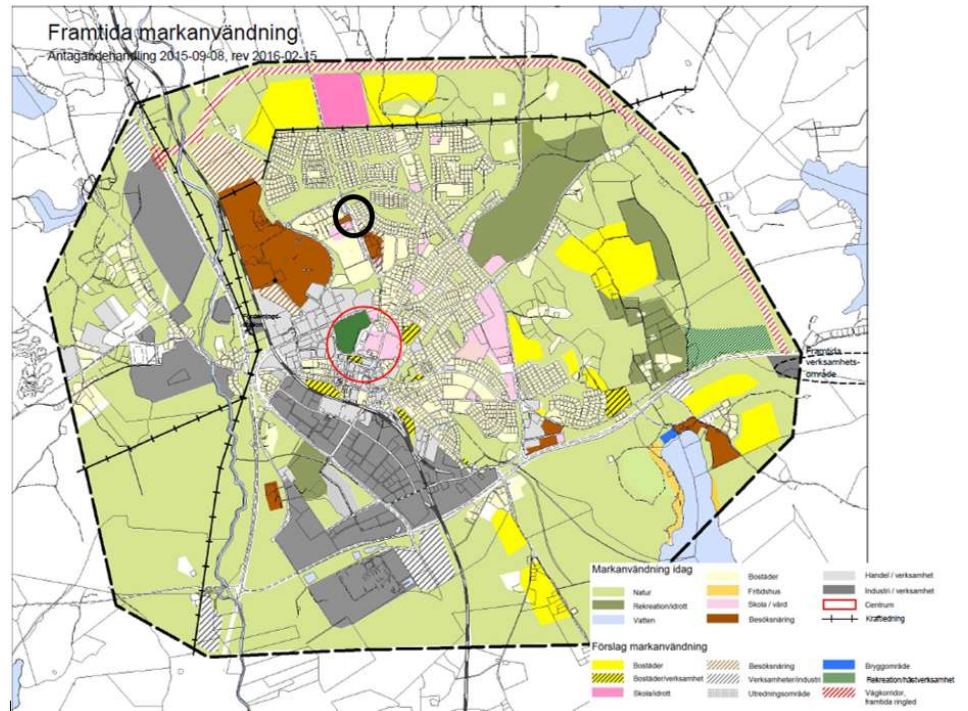 Framtida markanvändning
Antagandehandling 2015-09-08, rev 2016-02-15
Framtida
verksamhets-
område
Markanvändning idag
Natur
Rekreation/idrott
Vatten
Bostäder
Fritidshus
Skola / vård
Besöksnäring
Handel / verksamhet
Industri / verksamhet
Centrum
Kraftledning
Förslag markanvändning
Bostäder
Bostäder/verksamhet
Skola/idrott
Besöksnäring
Verksamheter/industri
Utredningsområde
Bryggområde
Rekreation/hästverksamhet
Vägkorridor,
framtida ringled